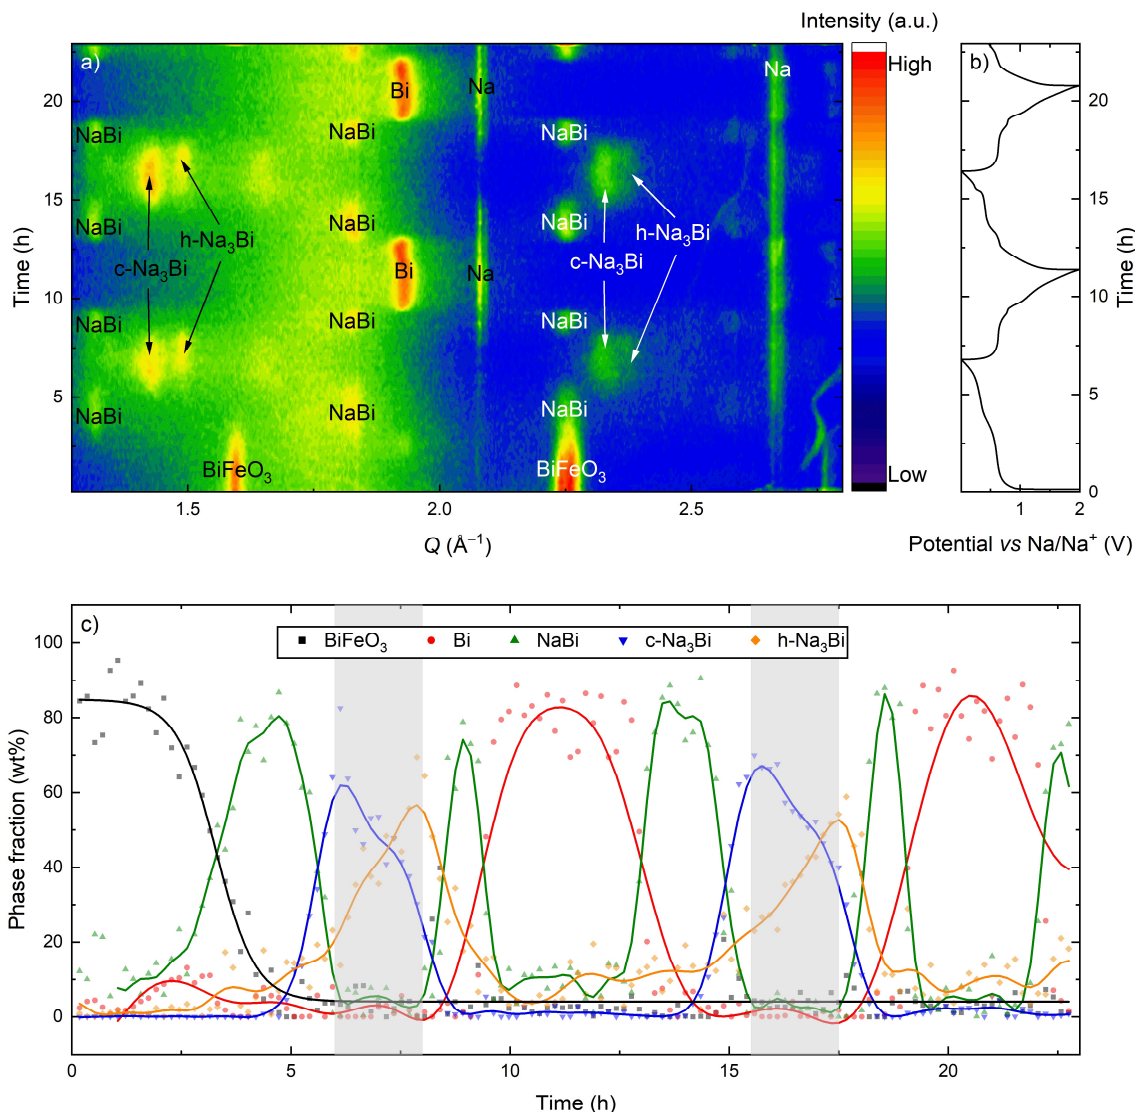 Intensity (a.u.)
a)
High
Low
b)
Na
Bi
Na
NaBi
NaBi
NaBi
NaBi
NaBi
NaBi
h-Na₃Bi
h-Na₃Bi
c-Na₃Bi
c-Na₃Bi
Bi
Na
NaBi
NaBi
NaBi
NaBi
NaBi
NaBi
BiFeO₃
BiFeO₃
20
15
10
5
Time (h)
1.5
2.0
2.5
Q (Å⁻¹)
20
15
10
5
0
Time (h)
1
2
Potential vs Na/Na⁺ (V)
c)
BiFeO₃ Bi NaBi c-Na₃Bi h-Na₃Bi
100
80
60
40
20
0
Phase fraction (wt%)
0
5
10
15
20
Time (h)